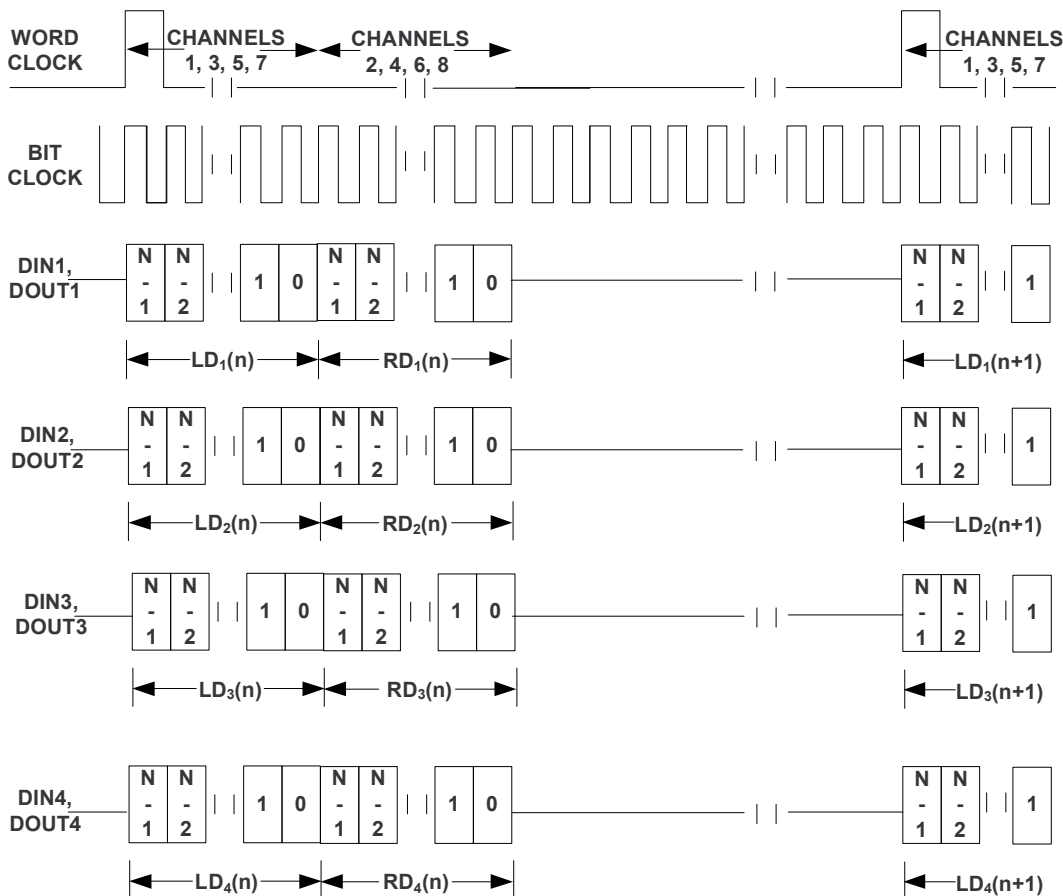 WORD CLOCK
CHANNELS 1, 3, 5, 7
CHANNELS 2, 4, 6, 8
CHANNELS 1, 3, 5, 7
BIT CLOCK
DIN1, DOUT1
N-1 N-2 1 0 N-1 N-2 1 0 N-1 N-2 1
LD₁(n) RD₁(n) LD₁(n+1)
DIN2, DOUT2
N-1 N-2 1 0 N-1 N-2 1 0 N-1 N-2 1
LD₂(n) RD₂(n) LD₂(n+1)
DIN3, DOUT3
N-1 N-2 1 0 N-1 N-2 1 0 N-1 N-2 1
LD₃(n) RD₃(n) LD₃(n+1)
DIN4, DOUT4
N-1 N-2 1 0 N-1 N-2 1 0 N-1 N-2 1
LD₄(n) RD₄(n) LD₄(n+1)